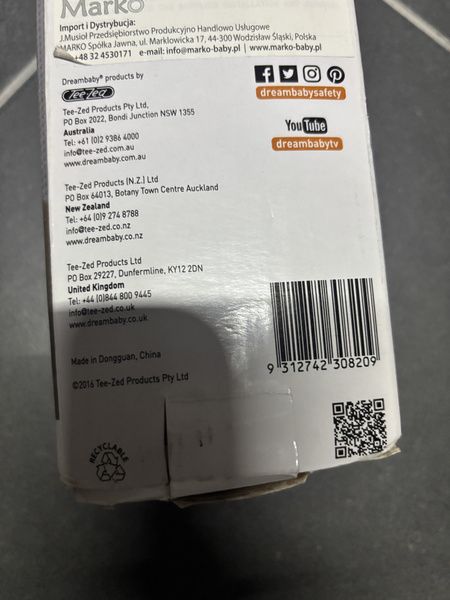 Marko
Import i Dystrybucja:
J.Musioł Przedsiębiorstwo Produkcyjno Handlowo Usługowe
MARKO Spółka Jawna, ul. Marklowicka 17, 44-300 Wodzisław Śląski, Polska
+48 32 4530171 e-mail: info@marko-baby.pl | www.marko-baby.pl
Dreambaby® products by
Tee-Zed
Tee-Zed Products Pty Ltd,
PO Box 2022, Bondi Junction NSW 1355
Australia
Tel: +61 (0)2 9386 4000
info@tee-zed.com
www.dreambaby.com.au
dreambabysafety
YouTube
dreambabytv
Tee-Zed Products (N.Z.) Ltd
PO Box 64013, Botany Town Centre Auckland
New Zealand
Tel: +64 (0)9 274 8788
info@tee-zed.co.nz
www.dreambaby.co.nz
Tee-Zed Products Ltd
PO Box 29227, Dunfermline, KY12 2DN
United Kingdom
Tel: +44 (0)844 800 9445
info@tee-zed.co.uk
www.dreambaby.co.uk
Made in Dongguan, China
©2016 Tee-Zed Products Pty Ltd
9 312742 308209
RECYCLABLE